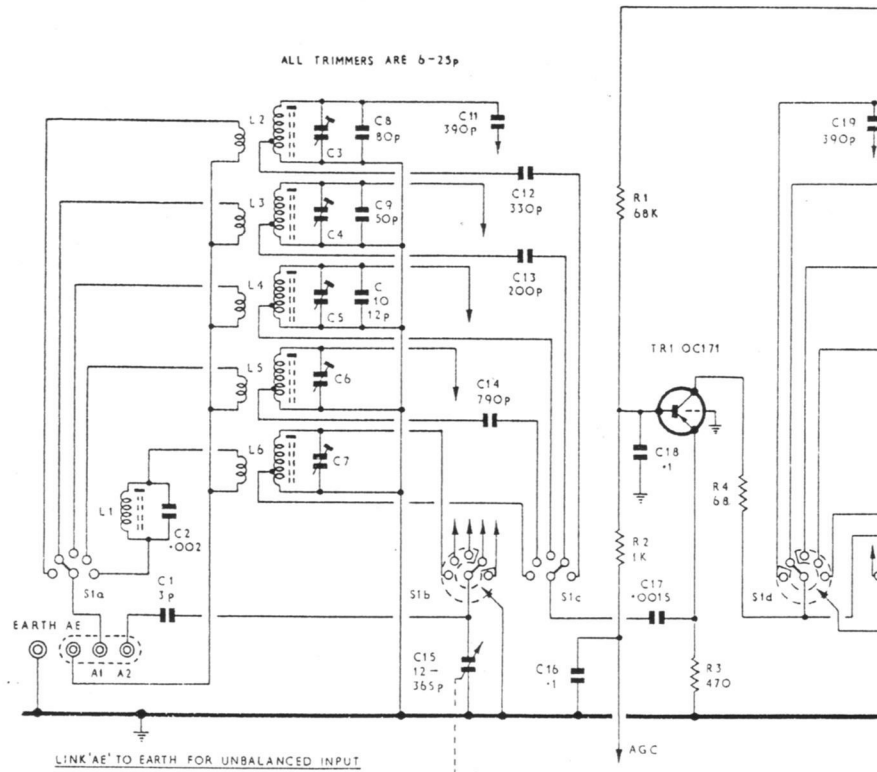 ALL TRIMMERS ARE 6-25p
L2
C3
C8
80p
C11
390p
C19
390p
C12
330p
L3
C4
C9
50p
R1
68K
C13
200p
L4
C5
C
10
12p
TR1 OC171
L5
C6
C14
790p
L6
C7
C18
·1
R4
68
L1
C2
·002
R2
1K
S1a
C1
3p
S1b
S1c
C17
·0015
S1d
EARTH AE
A1 A2
C15
12-
365p
C16
·1
R3
470
AGC
LINK 'AE' TO EARTH FOR UNBALANCED INPUT